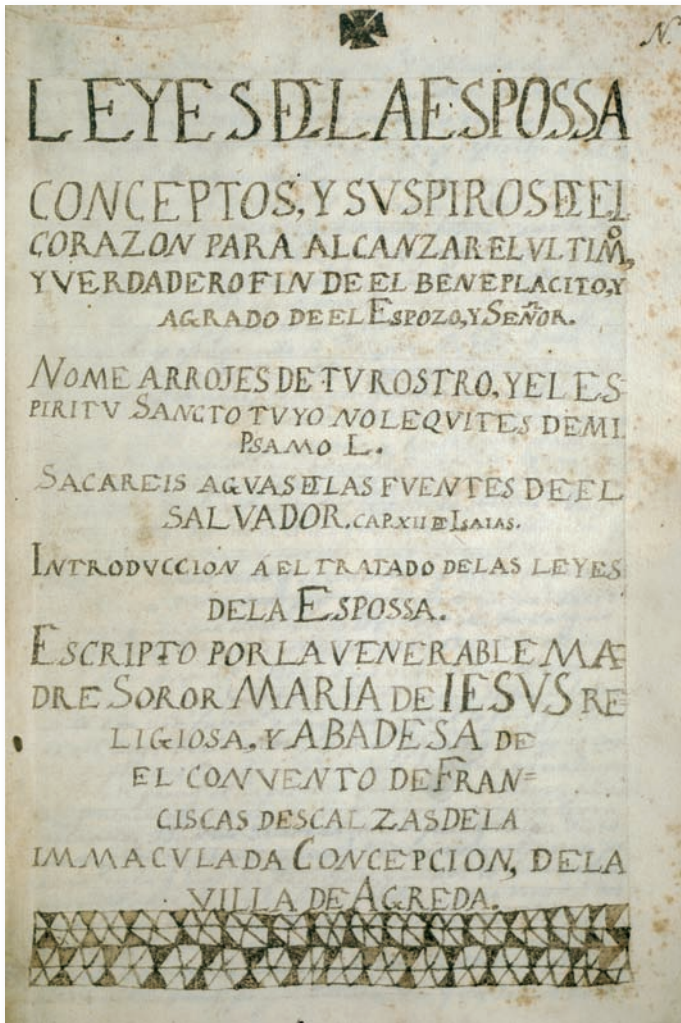 N.
LEYES DE LA ESPOSSA
CONCEPTOS, Y SVSPIROS DE EL
CORAZON PARA ALCANZAR EL VLTIMO,
Y VERDADERO FIN DE EL BENEPLACITO, Y
AGRADO DE EL ESPOZO, Y SEÑOR.
NO ME ARROJES DE TV ROSTRO, Y EL ES
PIRITV SANCTO TUYO NO LE QVITES DE MI
PSAMO L.
SACAREIS AGVAS DE LAS FVENTES DE EL
SALVADOR. CAP. XII DE ISAIAS.
INTRODVCCION Á EL TRATADO DE LAS LEYES
DE LA ESPOSSA.
ESCRIPTO POR LA VENERABLE MA
DRE SOROR MARIA DE IESVS RE
LIGIOSA, Y ABADESA DE
EL CONVENTO DE FRAN=
CISCAS DESCALZAS DE LA
IMMACVLADA CONCEPCION, DE LA
VILLA DE AGREDA.